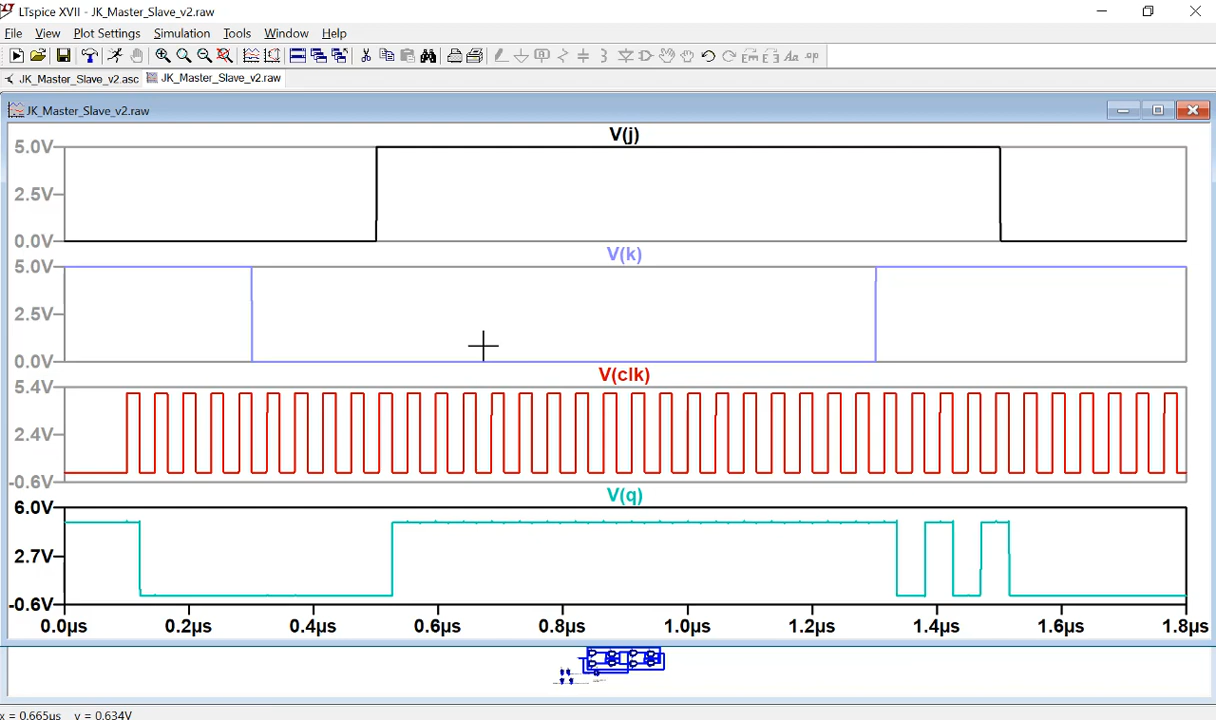 LTspice XVII - JK_Master_Slave_v2.raw
File View Plot Settings Simulation Tools Window Help
JK_Master_Slave_v2.asc JK_Master_Slave_v2.raw
JK_Master_Slave_v2.raw
V(j)
5.0V
2.5V
0.0V
V(k)
5.0V
2.5V
0.0V
V(clk)
5.4V
2.4V
-0.6V
V(q)
6.0V
2.7V
-0.6V
0.0µs 0.2µs 0.4µs 0.6µs 0.8µs 1.0µs 1.2µs 1.4µs 1.6µs 1.8µs
x = 0.665µs y = 0.634V